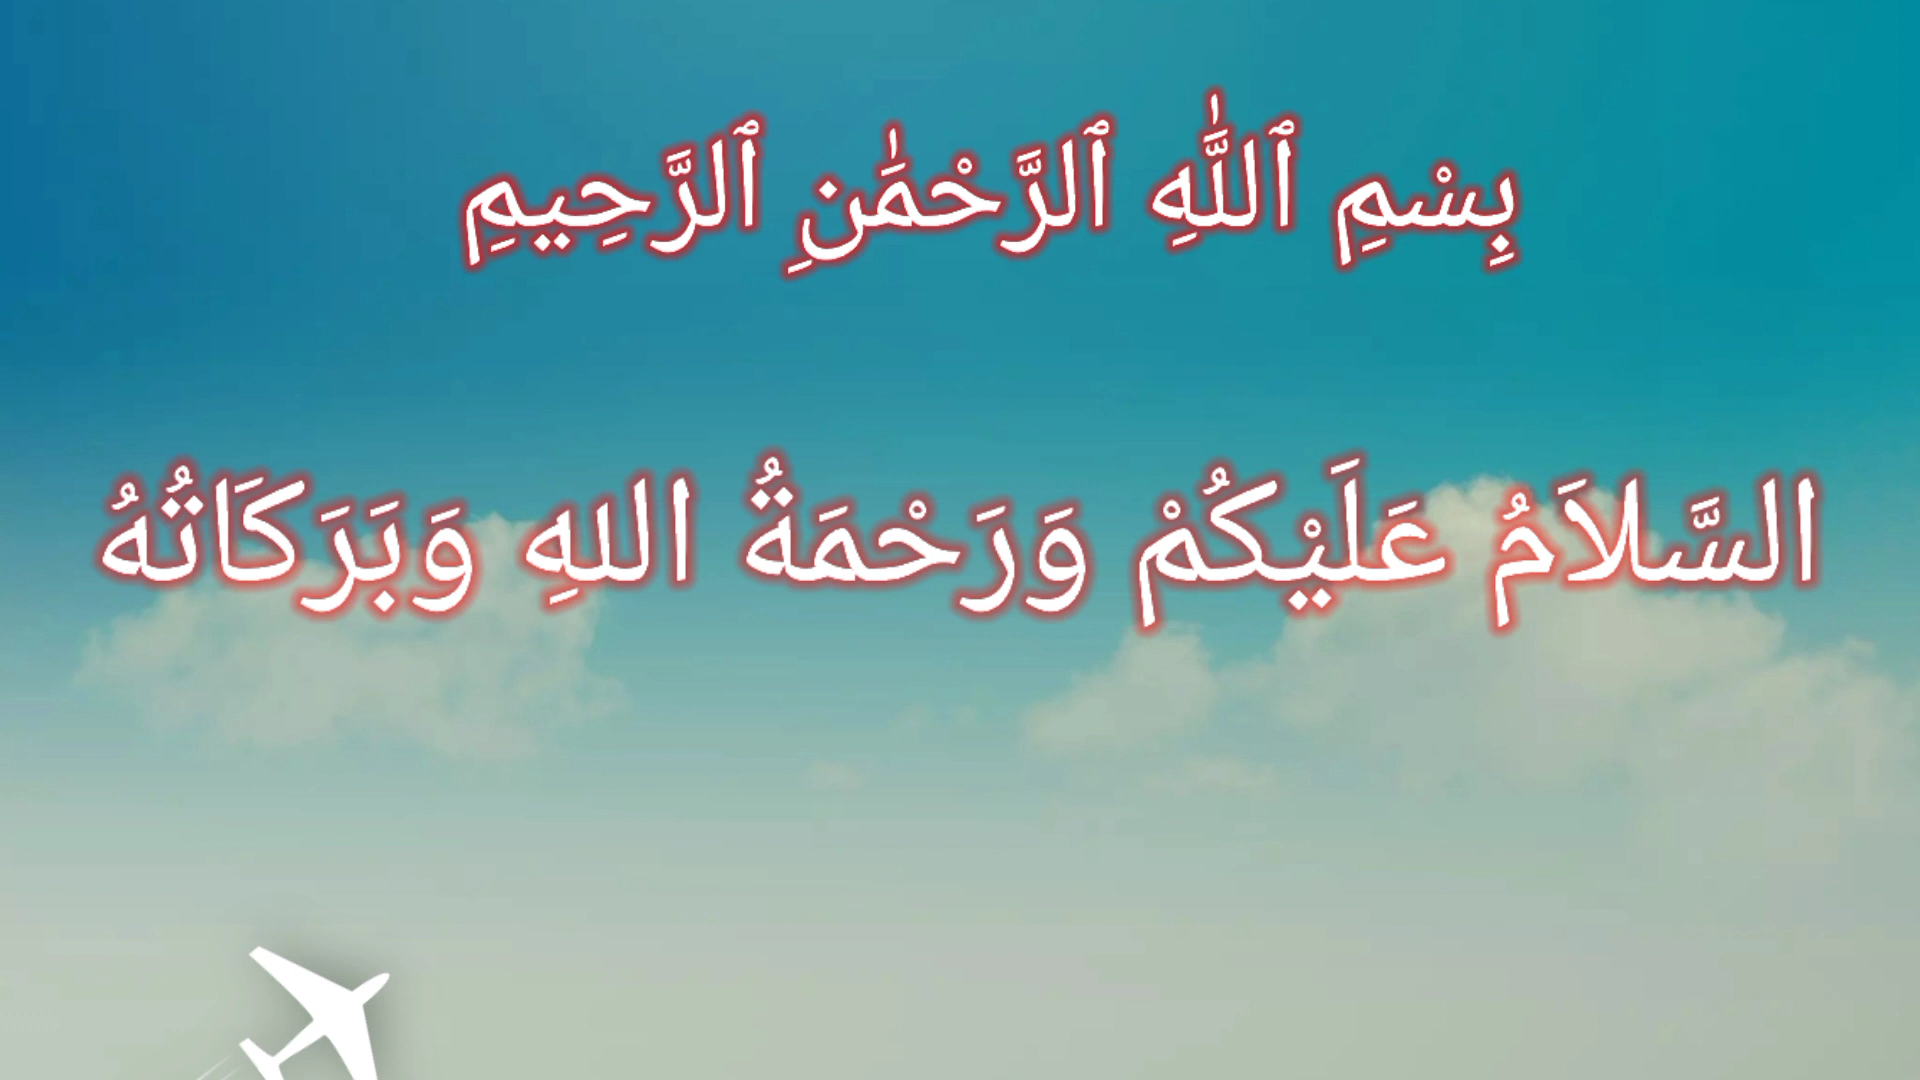 بِسْمِ ٱللَّٰهِ ٱلرَّحْمَٰنِ ٱلرَّحِيمِ
السَّلاَمُ عَلَيْكُمْ وَرَحْمَةُ اللهِ وَبَرَكَاتُهُ